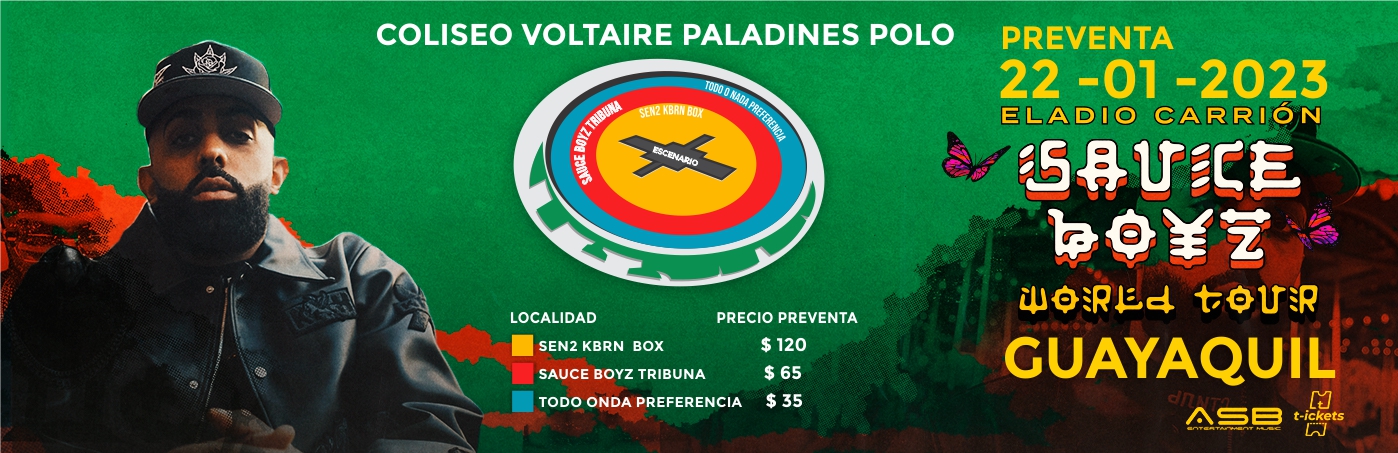 COLISEO VOLTAIRE PALADINES POLO
TODO O NADA PREFERENCIA
SAUCE BOYZ TRIBUNA
SEN2 KBRN BOX
ESCENARIO
LOCALIDAD PRECIO PREVENTA
SEN2 KBRN BOX $ 120
SAUCE BOYZ TRIBUNA $ 65
TODO ONDA PREFERENCIA $ 35
PREVENTA
22 -01 -2023
ELADIO CARRIÓN
SAUCE
BOYZ
WORLD TOUR
GUAYAQUIL
ASB
ENTERTAINMENT MUSIC
t-ickets